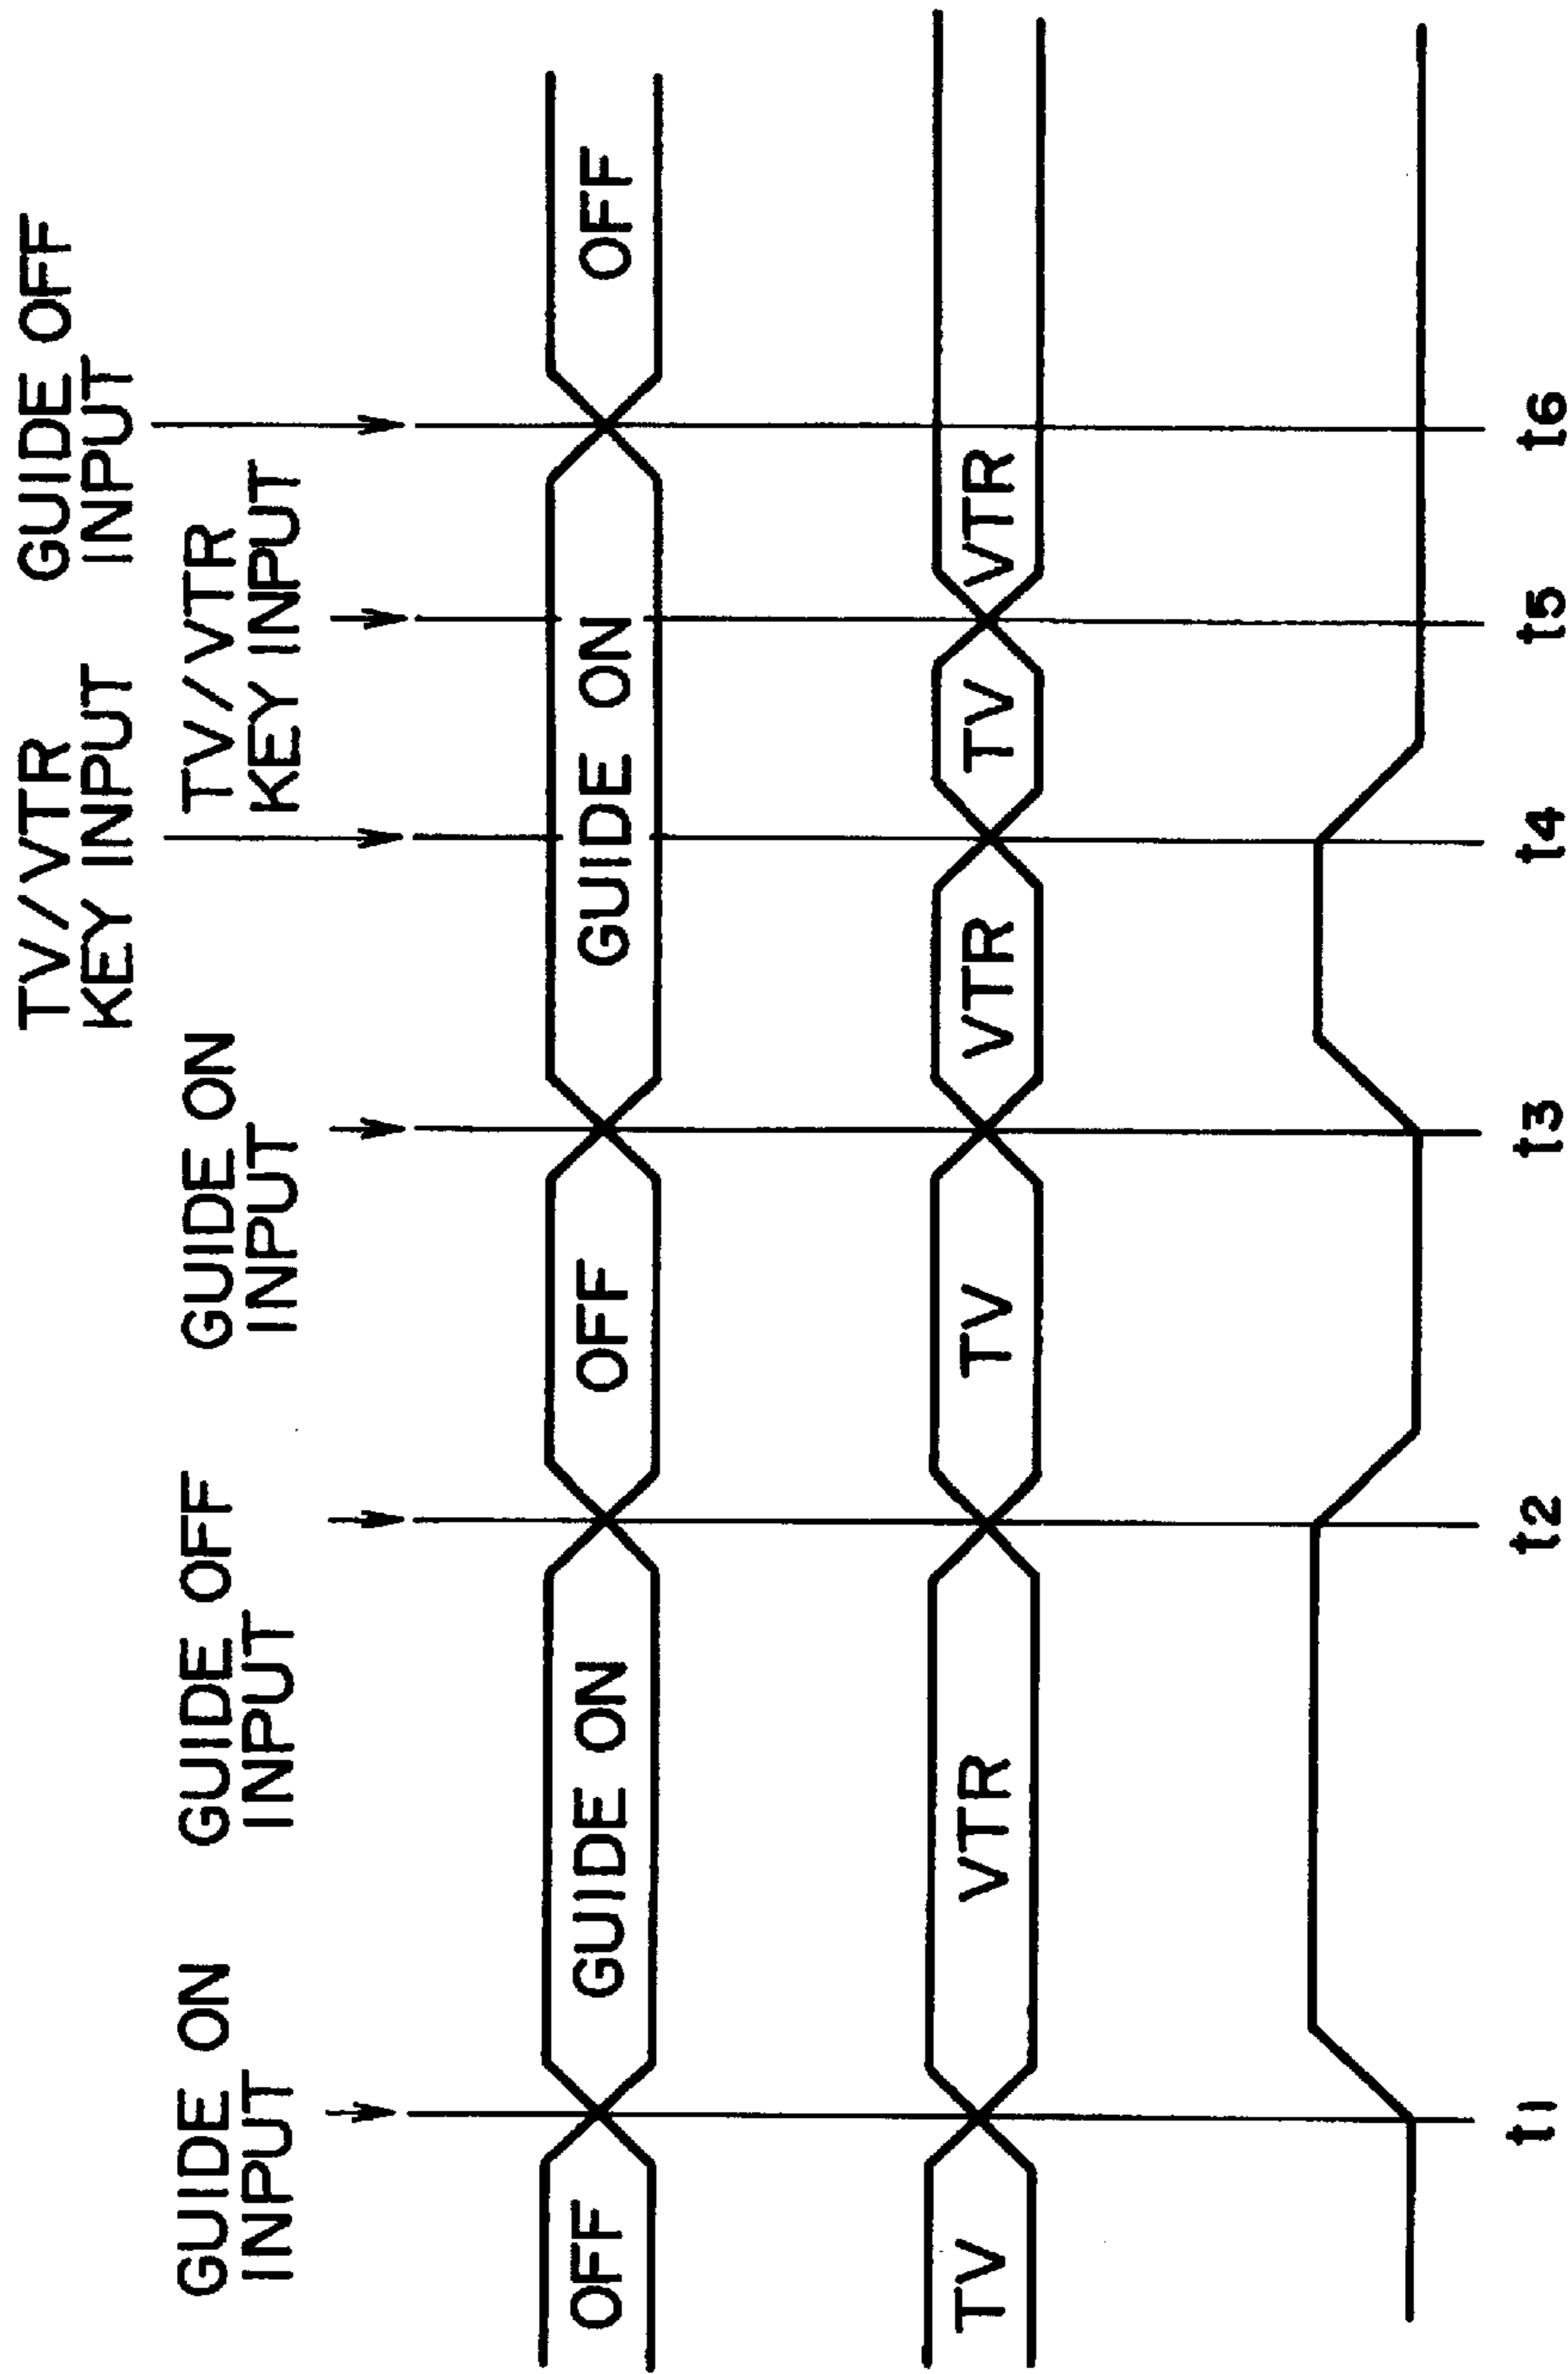 TV/VTR
KEY INPUT
GUIDE OFF
INPUT
GUIDE ON
INPUT
GUIDE OFF
INPUT
GUIDE ON
INPUT
TV/VTR
KEY INPUT
OFF
GUIDE ON
OFF
GUIDE ON
OFF
TV
VTR
TV
VTR
TV
VTR
t1
t2
t3
t4
t5
t6